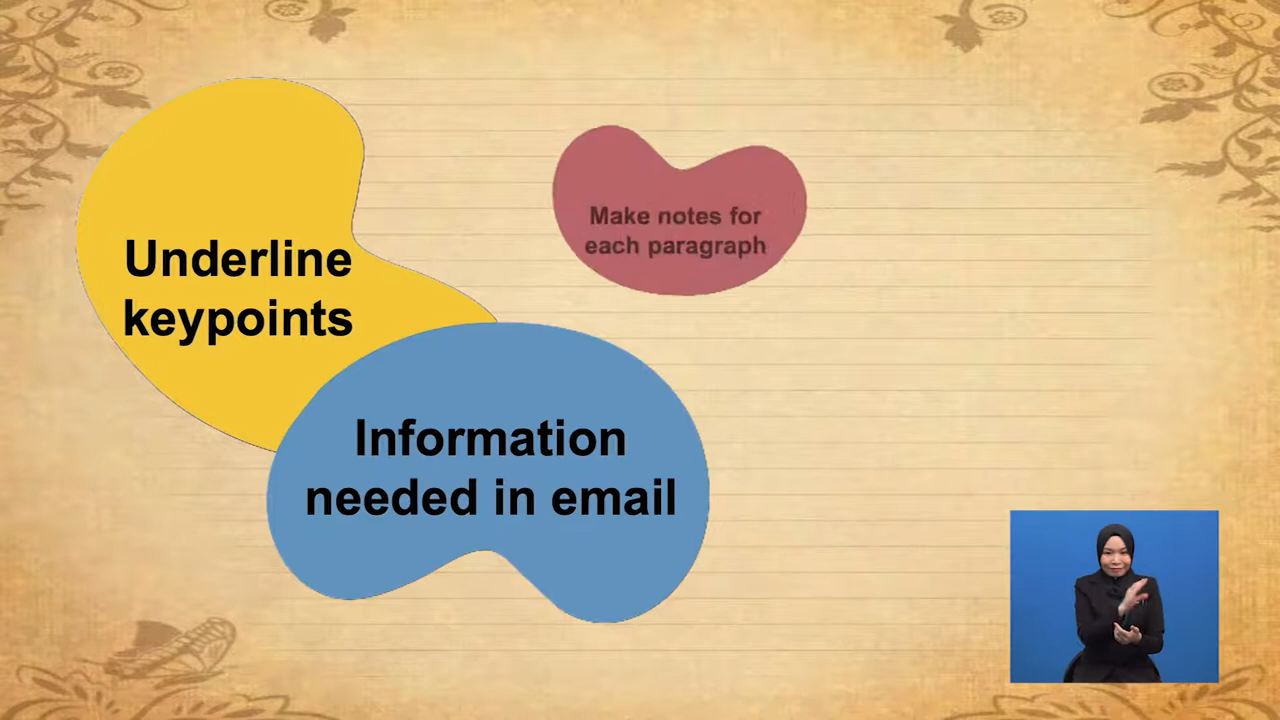 Underline
keypoints
Information
needed in email
Make notes for
each paragraph